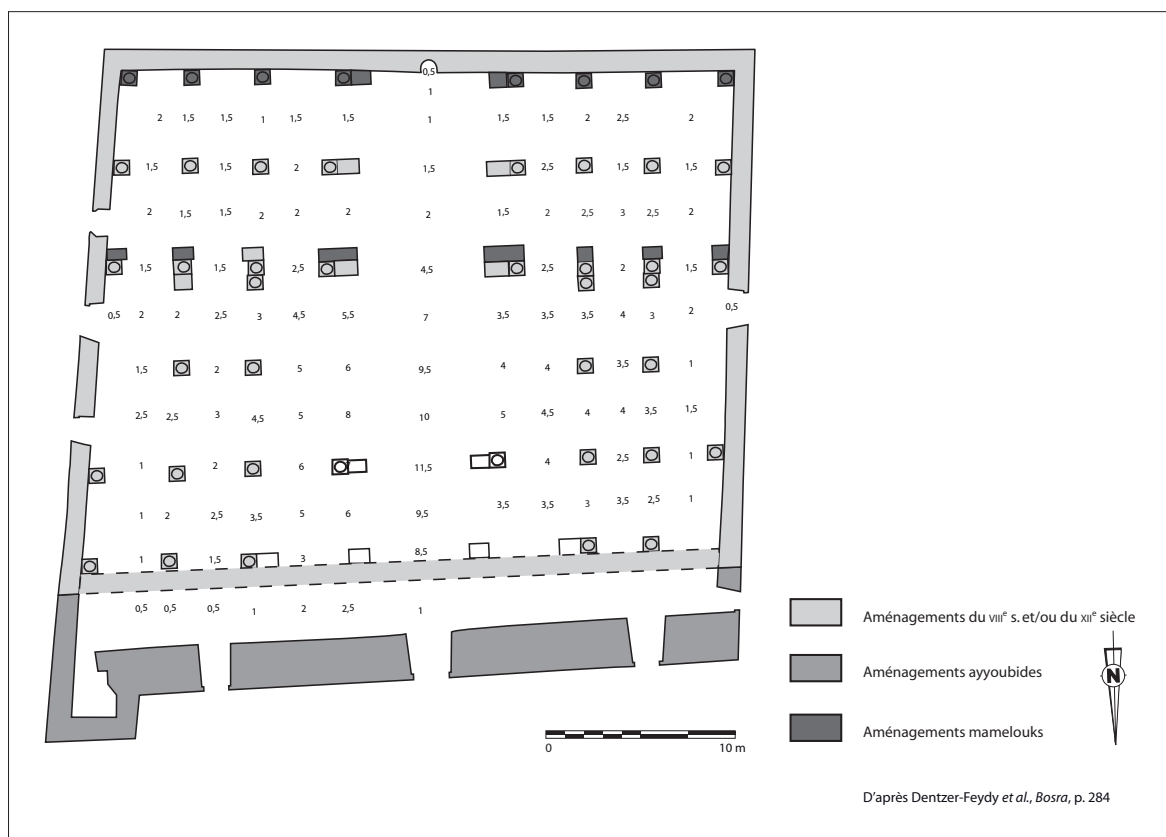 0,5
1
2 1,5 1,5 1 1,5 1,5 1 1,5 1,5 2 2,5 2
1,5 1,5 2 1,5 2,5 1,5 1,5
2 1,5 1,5 2 2 2 2 1,5 2 2,5 3 2,5 2
1,5 1,5 2,5 4,5 2,5 2 1,5
0,5 2 2 2,5 3 4,5 5,5 7 3,5 3,5 3,5 4 3 2 0,5
1,5 2 5 6 9,5 4 4 3,5 1
2,5 2,5 3 4,5 5 8 10 5 4,5 4 4 3,5 1,5
1 2 6 11,5 4 2,5 1
1 2 2,5 3,5 5 6 9,5 3,5 3,5 3 3,5 2,5 1
1 1,5 3 8,5
0,5 0,5 0,5 1 2 2,5 1
Aménagements du VIIIe s. et/ou du XIIe siècle
Aménagements ayyoubides
Aménagements mamelouks
N
0 10 m
D'après Dentzer-Feydy et al., Bosra, p. 284